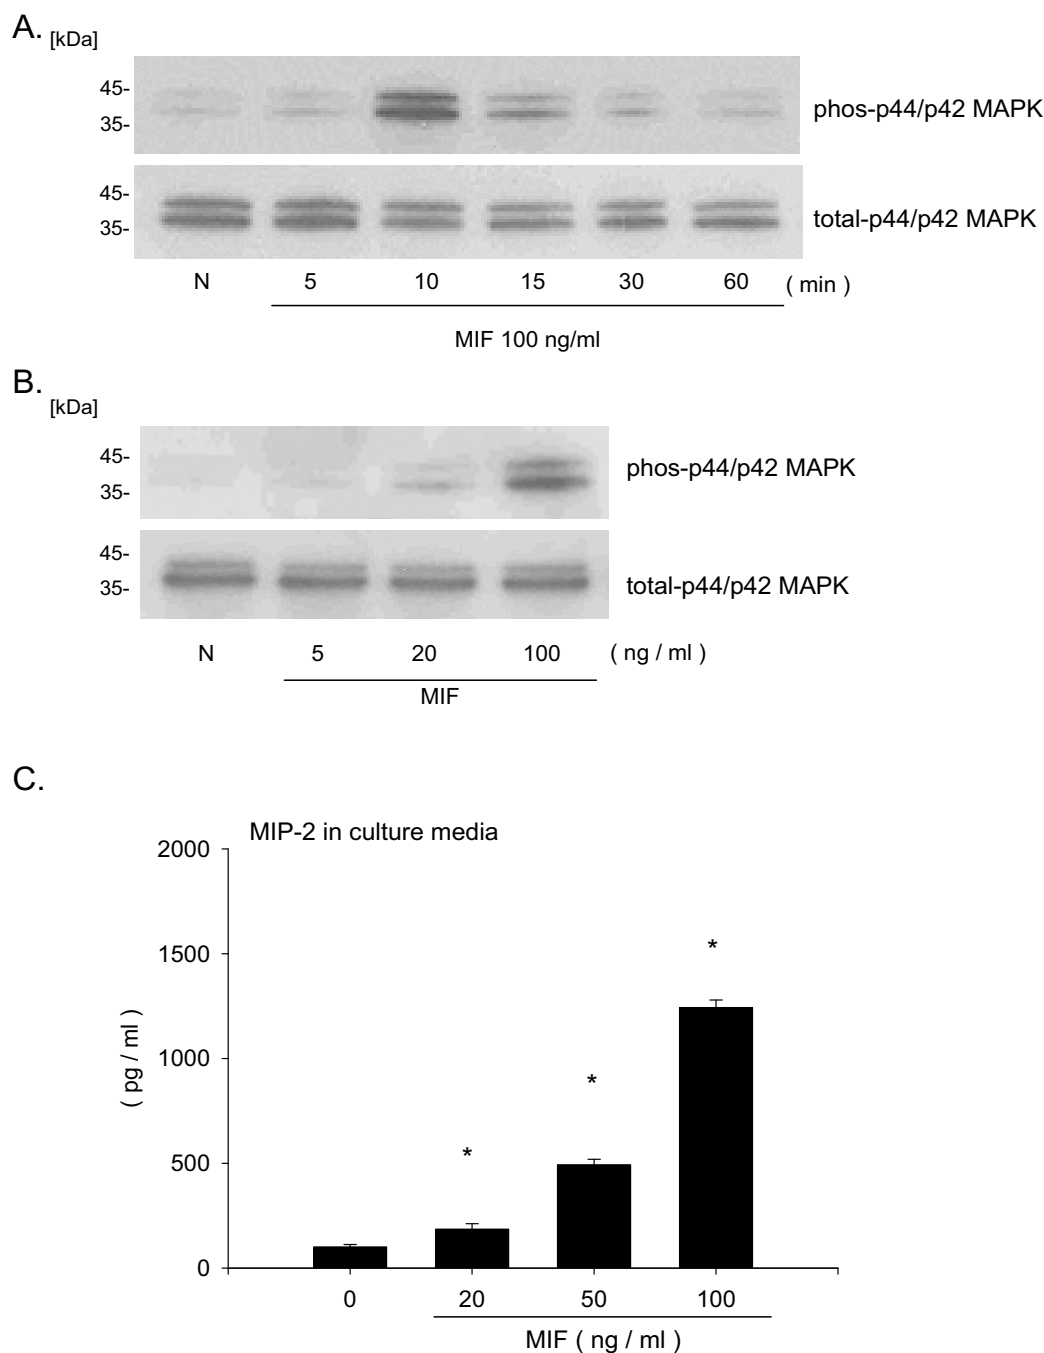 A.
[kDa]
45-
35-
phos-p44/p42 MAPK
45-
35-
total-p44/p42 MAPK
N 5 10 15 30 60 ( min )
MIF 100 ng/ml
B.
[kDa]
45-
35-
phos-p44/p42 MAPK
45-
35-
total-p44/p42 MAPK
N 5 20 100 ( ng / ml )
MIF
C.
MIP-2 in culture media
2000
1500
1000
500
0
( pg / ml )
* * *
0 20 50 100
MIF ( ng / ml )